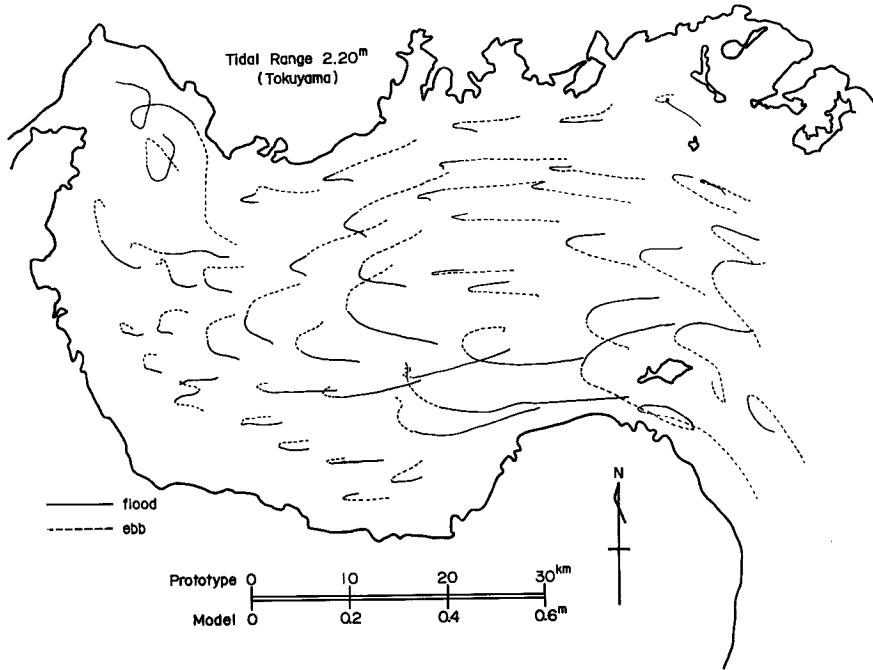 Tidal Range 2.20m
(Tokuyama)
N
flood
ebb
Prototype 0 10 20 30km
Model 0 0.2 0.4 0.6m